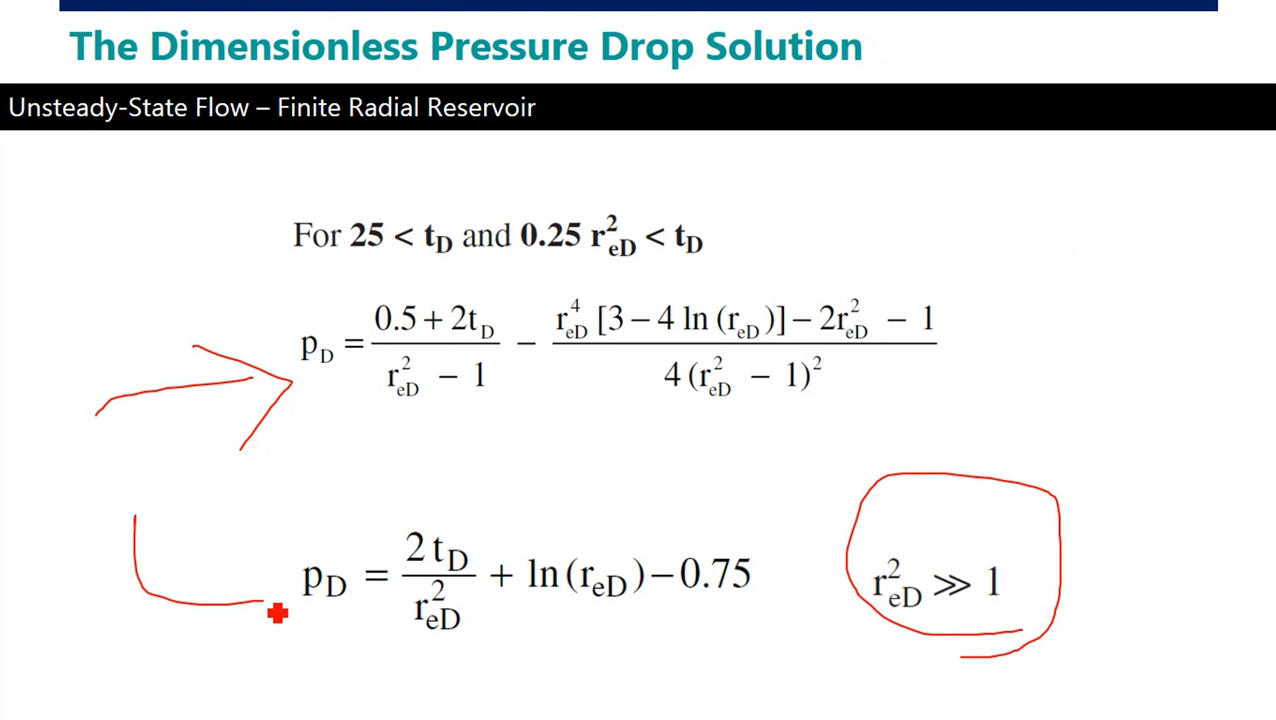 The Dimensionless Pressure Drop Solution
Unsteady-State Flow – Finite Radial Reservoir
For 25 < t_D and 0.25 r_eD^2 < t_D
p_D = (0.5 + 2t_D) / (r_eD^2 − 1) − (r_eD^4 [3 − 4 ln (r_eD)] − 2r_eD^2 − 1) / (4 (r_eD^2 − 1)^2)
p_D = 2 t_D / r_eD^2 + ln (r_eD) − 0.75 r_eD^2 ≫ 1